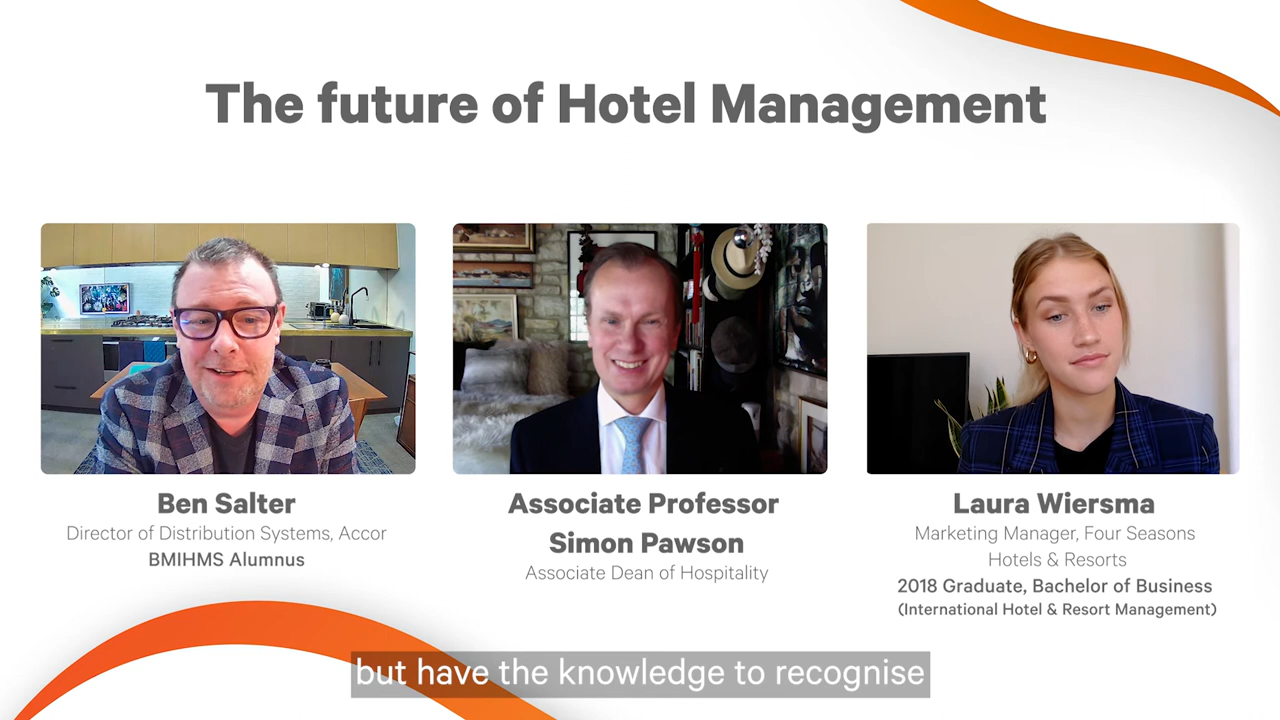 The future of Hotel Management
Ben Salter
Director of Distribution Systems, Accor
BMIHMS Alumnus
Associate Professor
Simon Pawson
Associate Dean of Hospitality
Laura Wiersma
Marketing Manager, Four Seasons
Hotels & Resorts
2018 Graduate, Bachelor of Business
(International Hotel & Resort Management)
but have the knowledge to recognise